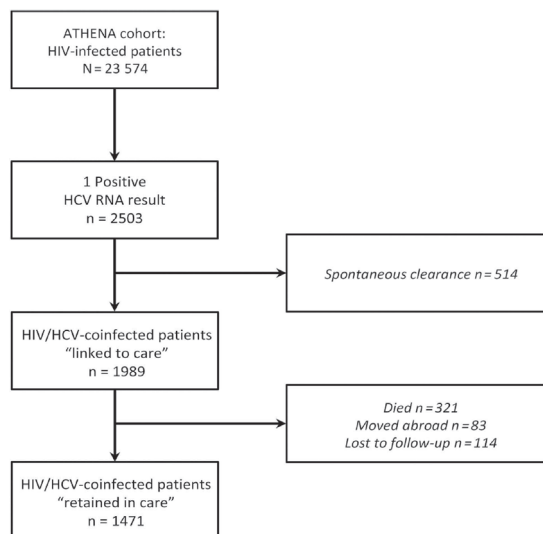 ATHENA cohort:
HIV-infected patients
N = 23 574
1 Positive
HCV RNA result
n = 2503
Spontaneous clearance n = 514
HIV/HCV-coinfected patients
“linked to care”
n = 1989
Died n = 321
Moved abroad n = 83
Lost to follow-up n = 114
HIV/HCV-coinfected patients
“retained in care”
n = 1471